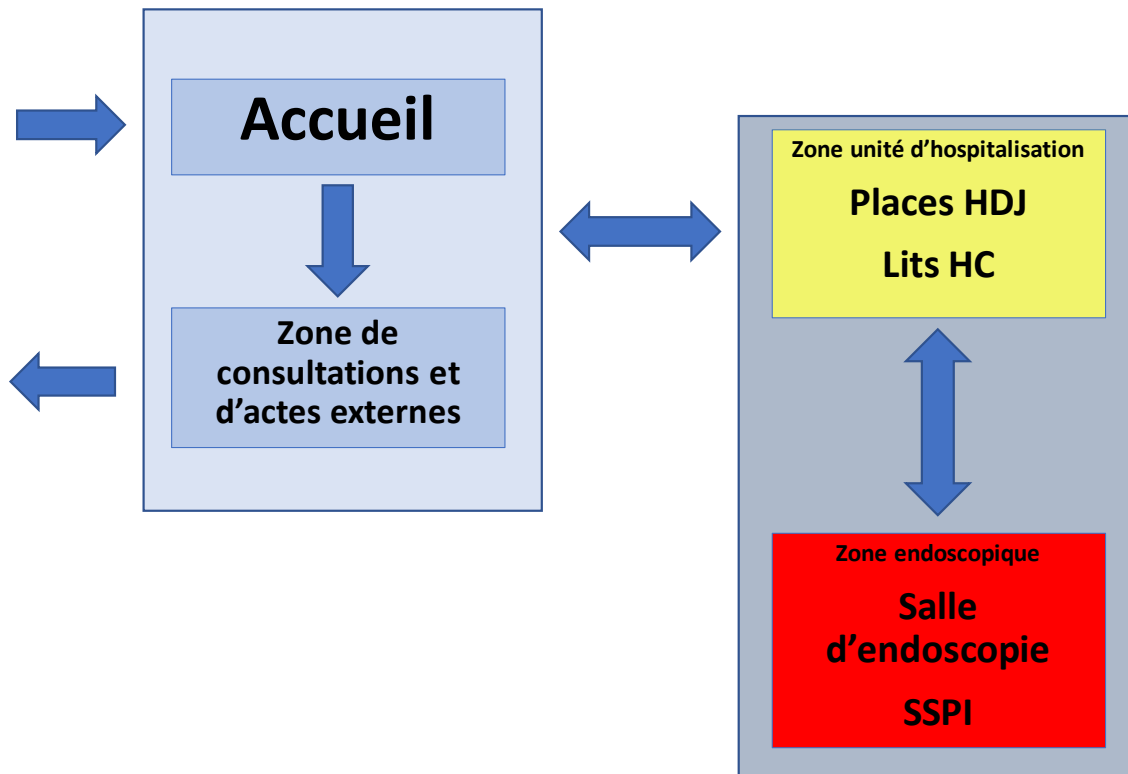 Accueil
Zone de
consultations et
d’actes externes
Zone unité d’hospitalisation
Places HDJ
Lits HC
Zone endoscopique
Salle
d’endoscopie
SSPI